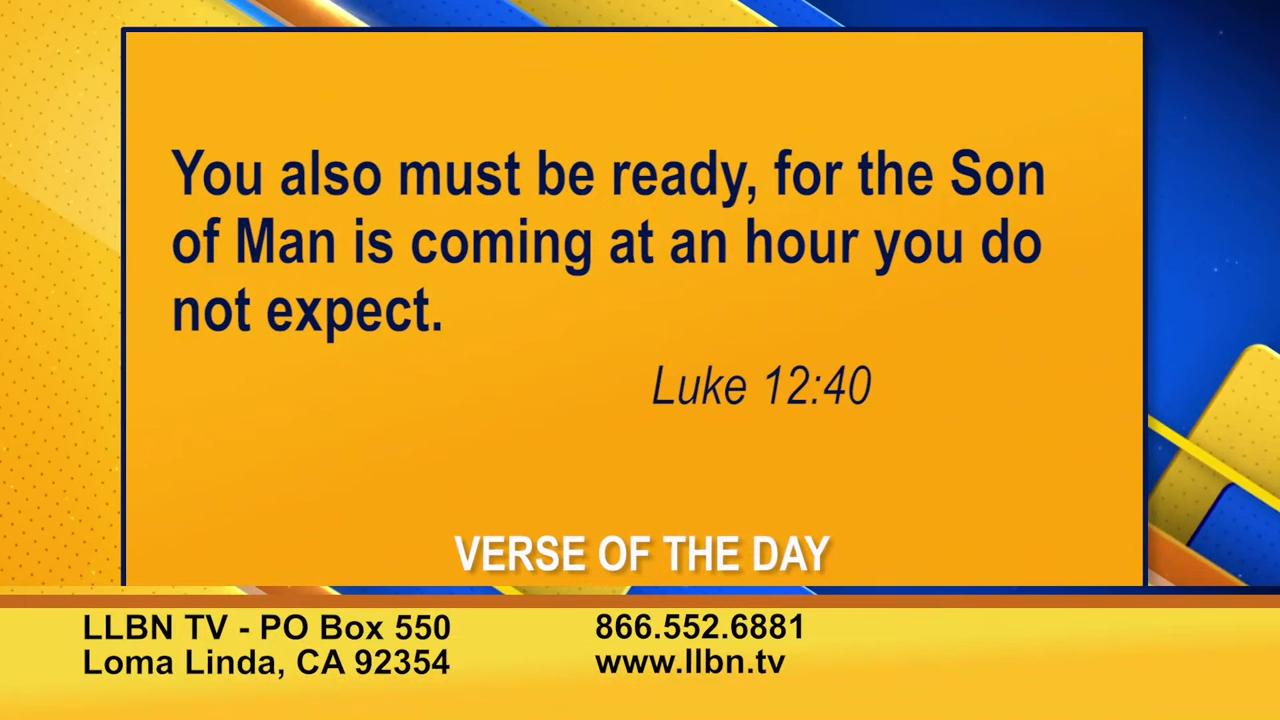 You also must be ready, for the Son
of Man is coming at an hour you do
not expect.
Luke 12:40
VERSE OF THE DAY
LLBN TV - PO Box 550
Loma Linda, CA 92354
866.552.6881
www.llbn.tv